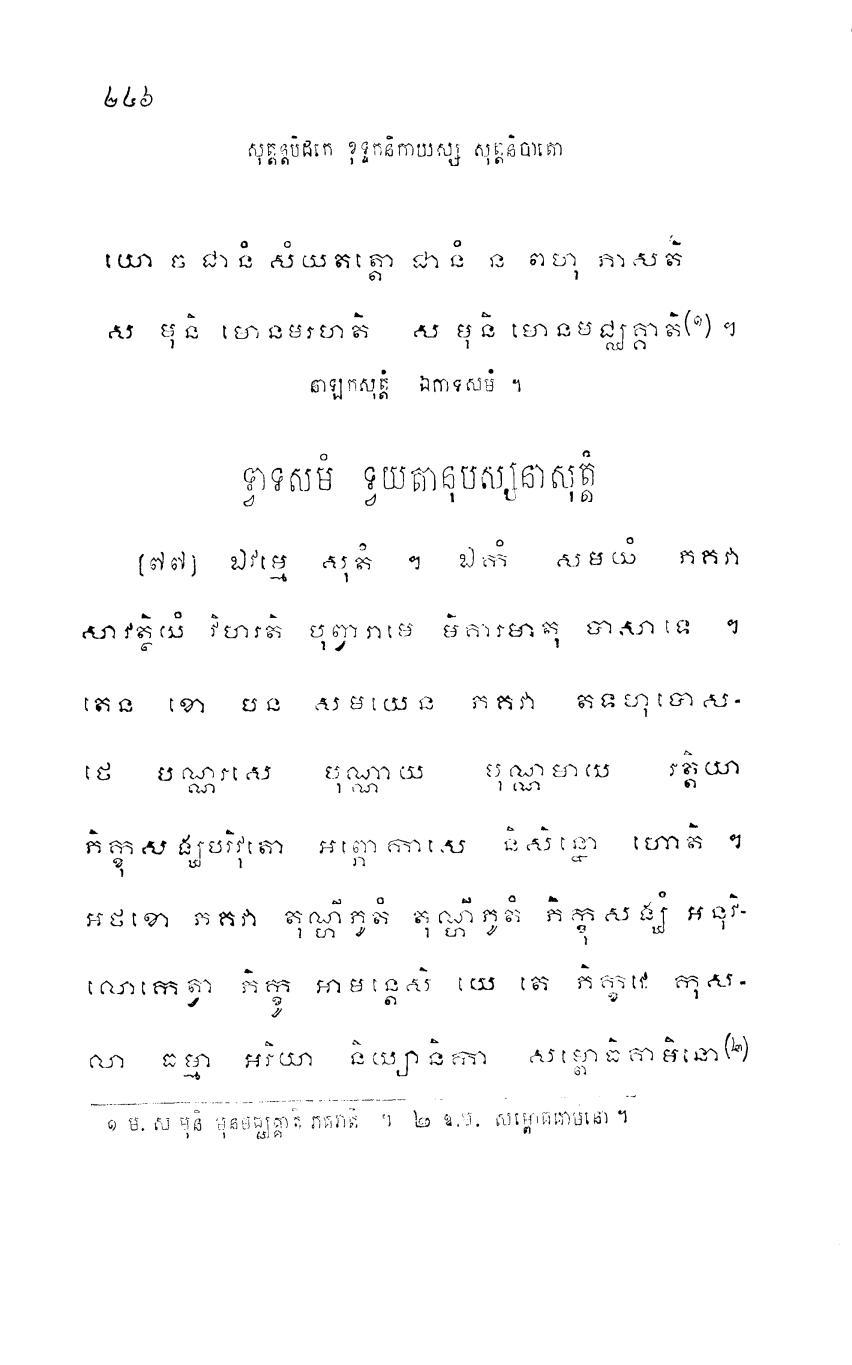 ២៤៦
សុត្តន្តបិដកេ ខុទ្ទកនិកាយស្ស សុត្តនិបាតោ
យោ ច ជានំ សំយតត្តោ ជានំ ន ពហុ ភាសតិ
ស មុនិ មោនមរហតិ ស មុនិ មោនមជ្ឈគ្គាតិ(១) ។
នាឡកសុត្តំ ឯកាទសមំ ។
ទ្វាទសមំ ទ្វយតានុបស្សនាសុត្តំ
[៧៧] ឯវម្មេ សុតំ ។ ឯកំ សមយំ ភគវា
សាវត្ថិយំ វិហរតិ បុព្វារាមេ មិគារមាតុ បាសាទេ ។
តេន ខោ បន សមយេន ភគវា តទហុបោស-
ថេ បណ្ណរសេ បុណ្ណាយ បុណ្ណមាយ រត្តិយា
ភិក្ខុសង្ឃបរិវុតោ អព្ភោកាសេ និសិន្នោ ហោតិ ។
អថខោ ភគវា តុណ្ហីភូតំ តុណ្ហីភូតំ ភិក្ខុសង្ឃំ អនុវិ-
លោកេត្វា ភិក្ខូ អាមន្តេសិ យេ តេ ភិក្ខវេ កុស-
លា ធម្មា អរិយា និយ្យានិកា សម្ពោធិគាមិនោ(២)
១ ម. ស មុនិ មុនមជ្ឈគ្គាតិ ភគវាតិ ។ ២ ឱ.ម. សម្ពោធគាមិនោ ។